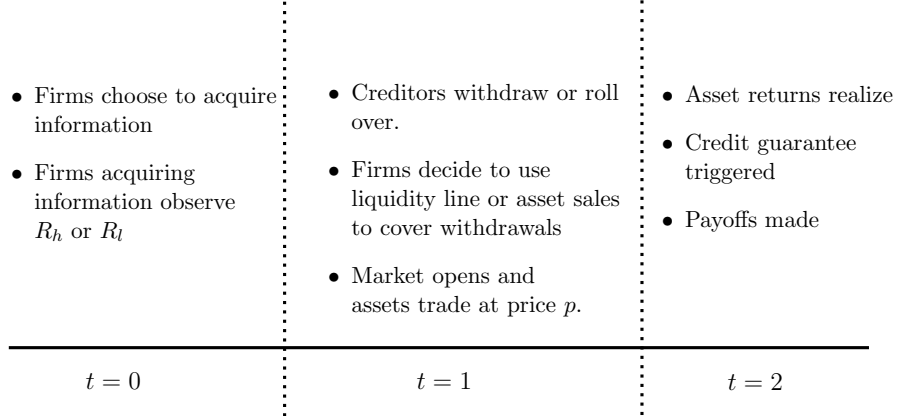 • Firms choose to acquire
information
• Firms acquiring
information observe
R_h or R_l
• Creditors withdraw or roll
over.
• Firms decide to use
liquidity line or asset sales
to cover withdrawals
• Market opens and
assets trade at price p.
• Asset returns realize
• Credit guarantee
triggered
• Payoffs made
t = 0
t = 1
t = 2